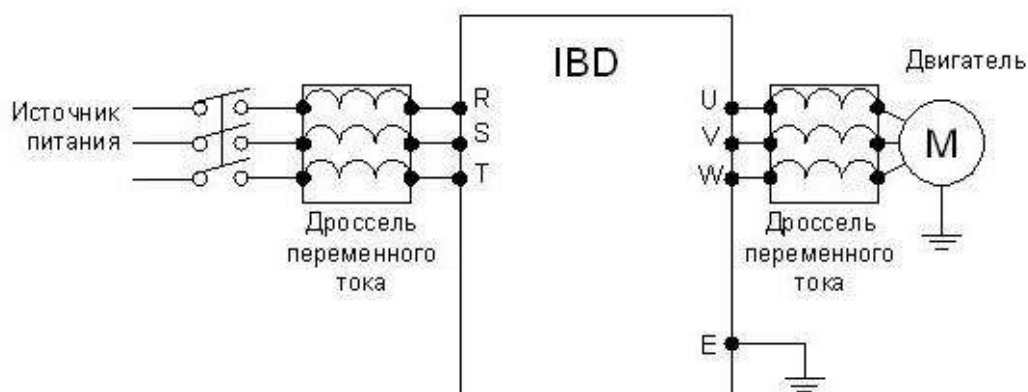 IBD
Двигатель
Источник
питания
R
S
T
U
V
W
M
Дроссель
переменного
тока
Дроссель
переменного
тока
E